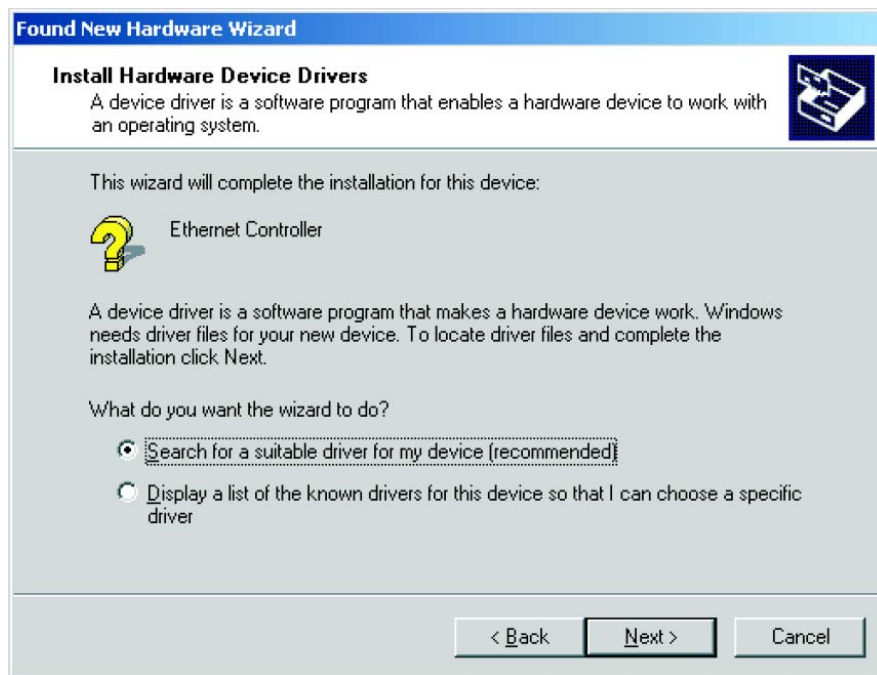 Found New Hardware Wizard
Install Hardware Device Drivers
A device driver is a software program that enables a hardware device to work with
an operating system.
This wizard will complete the installation for this device:
Ethernet Controller
A device driver is a software program that makes a hardware device work. Windows
needs driver files for your new device. To locate driver files and complete the
installation click Next.
What do you want the wizard to do?
Search for a suitable driver for my device (recommended)
Display a list of the known drivers for this device so that I can choose a specific
driver
< Back Next > Cancel